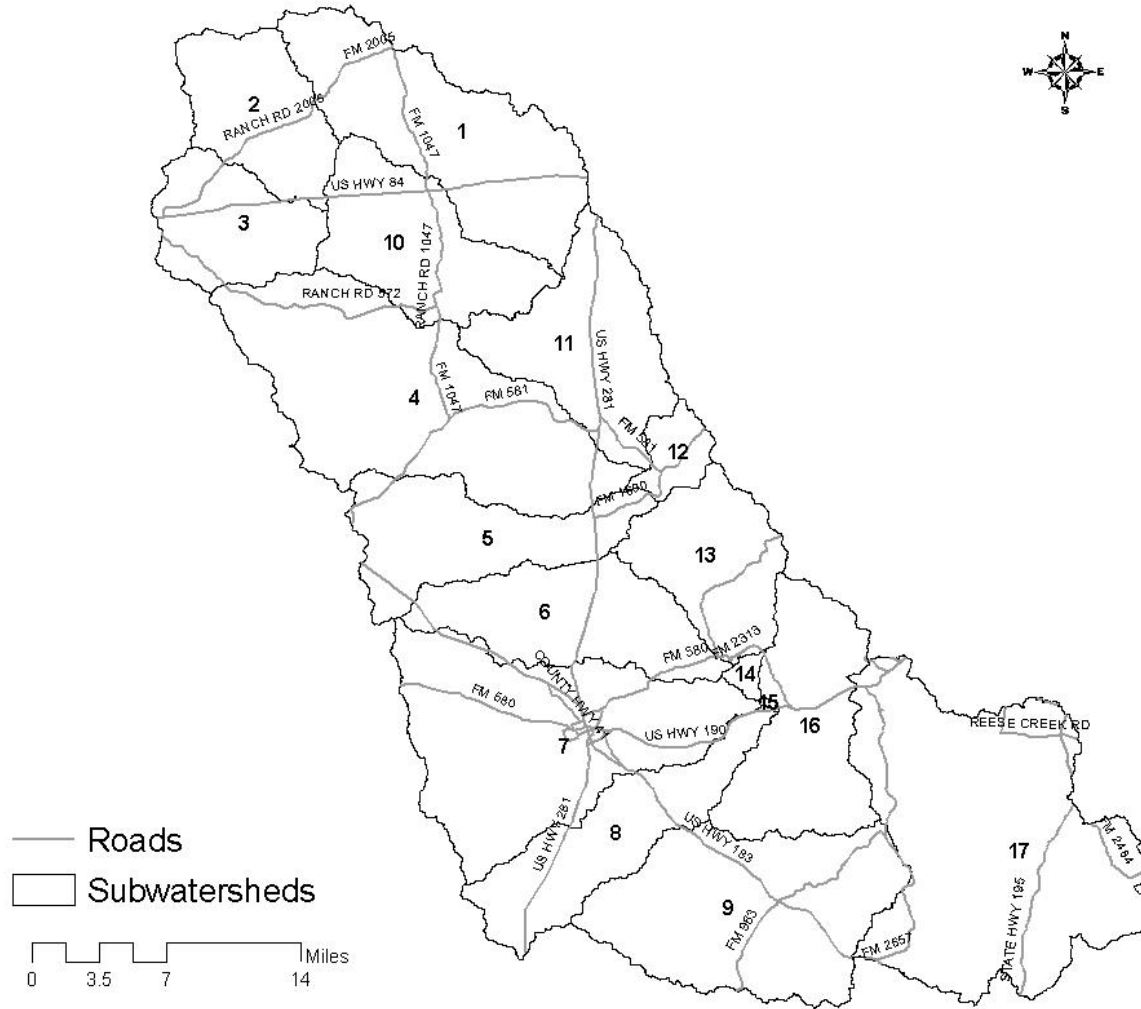 N
W E
S
FM 2005
2
RANCH RD 2005
FM 1047
1
US HWY 84
3
10
RANCH RD 1047
RANCH RD 572
11
US HWY 281
4
FM 1047
FM 581
FM 581
12
FM 1690
5
13
6
FM 580
FM 2313
COUNTY HWY
14
FM 580
15
16
7
US HWY 190
REESE CREEK RD
US HWY 281
8
US HWY 183
17
FM 2484
9
FM 963
FM 2657
STATE HWY 195
Roads
Subwatersheds
Miles
0 3.5 7 14